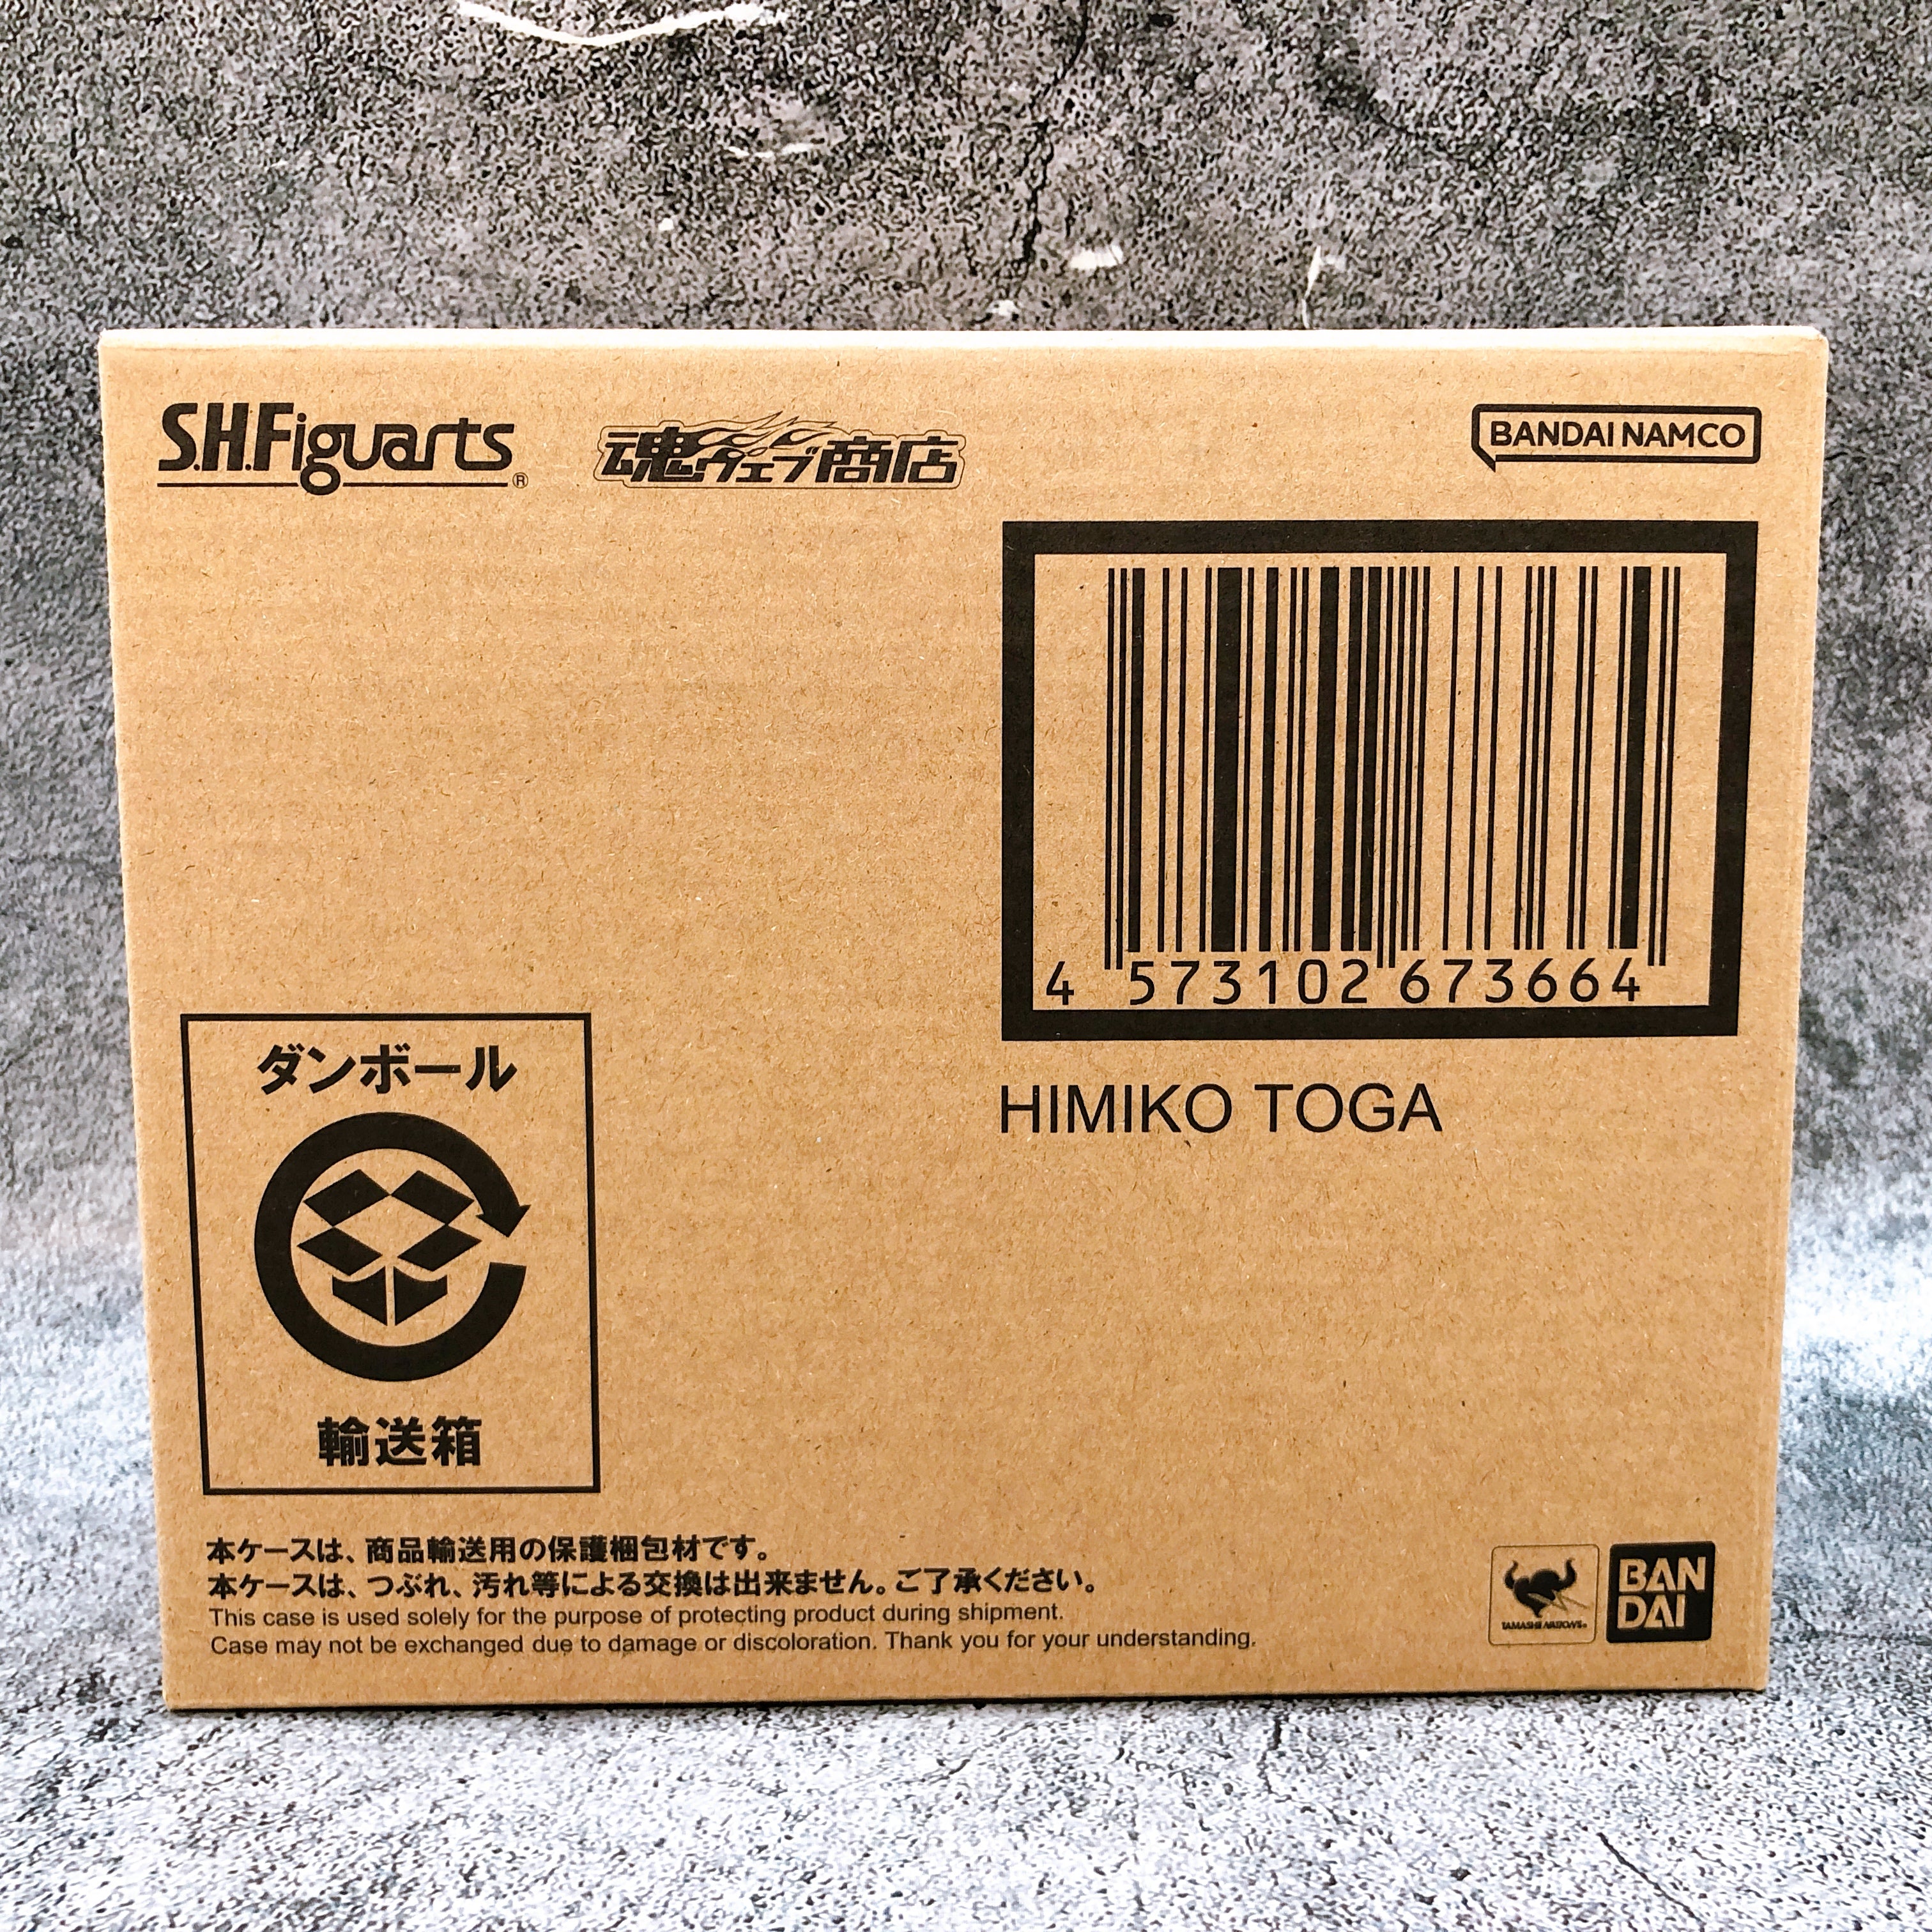 S.H.Figuarts®
魂ウェブ商店
BANDAI NAMCO
4 573102 673664
HIMIKO TOGA
ダンボール
輸送箱
本ケースは、商品輸送用の保護梱包材です。
本ケースは、つぶれ、汚れ等による交換は出来ません。ご了承ください。
This case is used solely for the purpose of protecting product during shipment.
Case may not be exchanged due to damage or discoloration. Thank you for your understanding.
TAMASHII NATIONS®
BAN
DAI